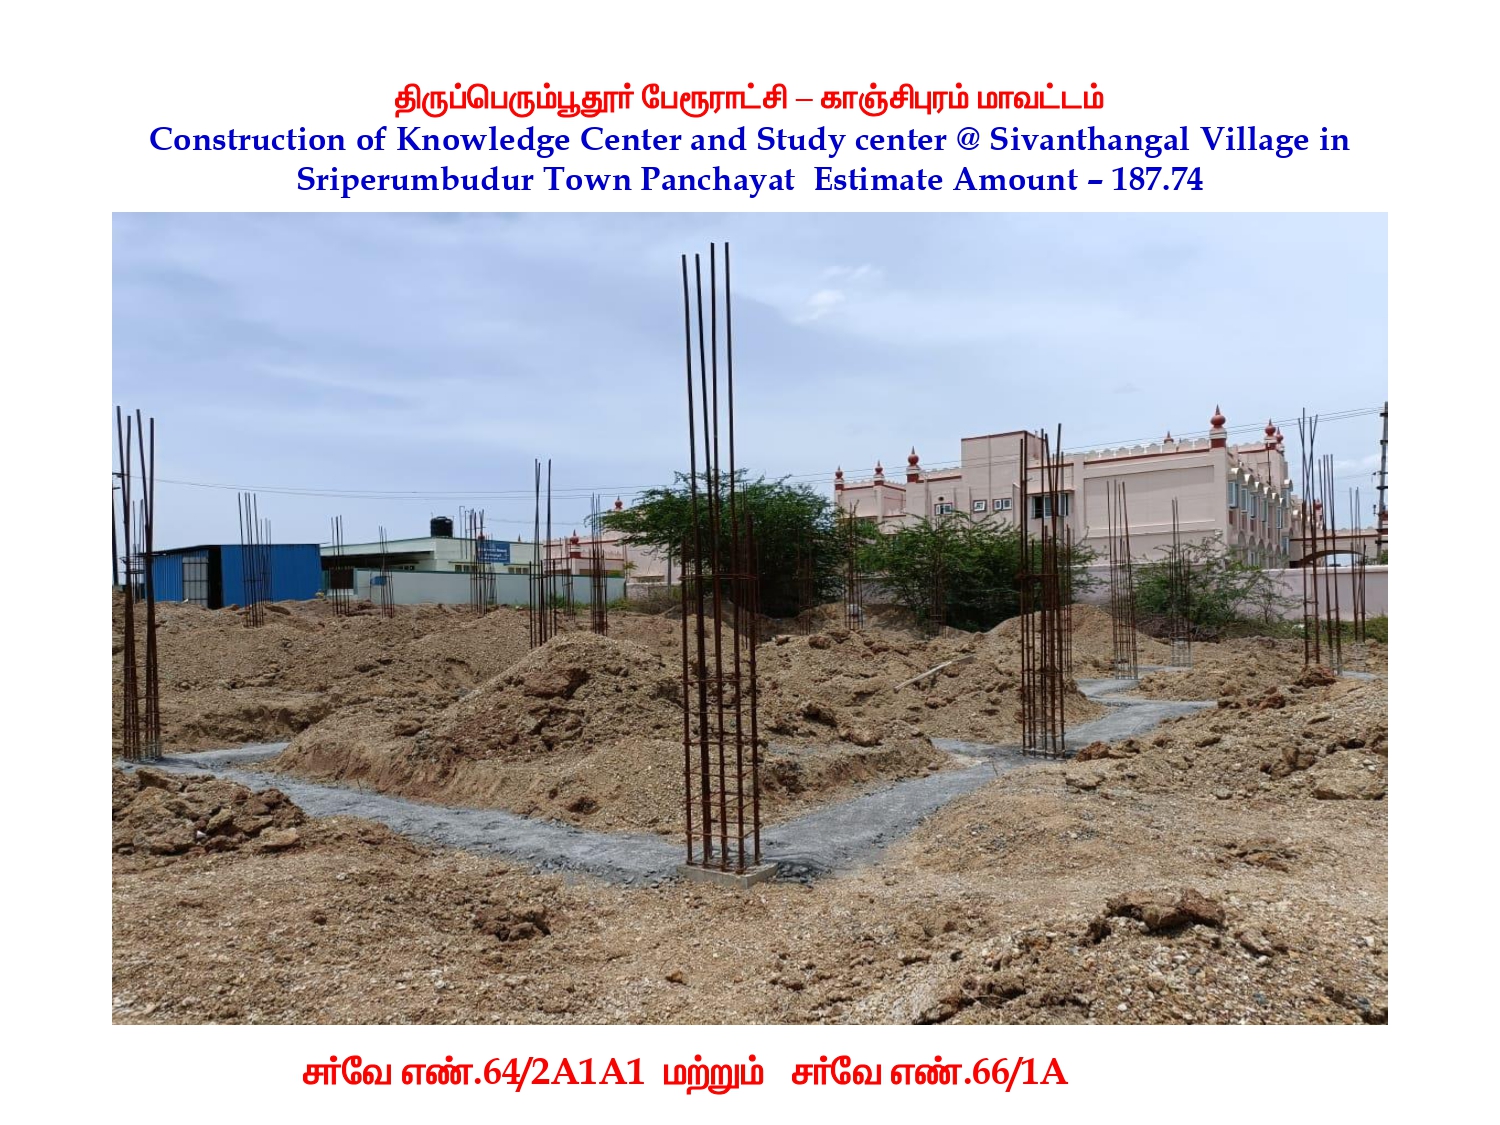 திருப்பெரும்பூதூர் பேரூராட்சி – காஞ்சிபுரம் மாவட்டம்
Construction of Knowledge Center and Study center @ Sivanthangal Village in
Sriperumbudur Town Panchayat Estimate Amount – 187.74
சர்வே எண்.64/2A1A1 மற்றும் சர்வே எண்.66/1A